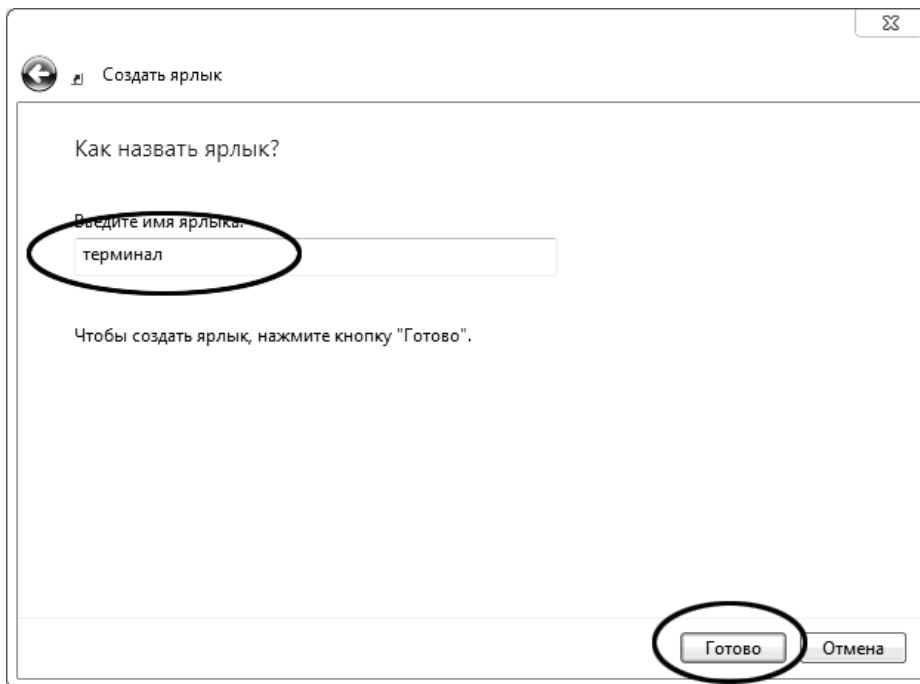 Создать ярлык
Как назвать ярлык?
Введите имя ярлыка:
терминал
Чтобы создать ярлык, нажмите кнопку "Готово".
Готово
Отмена